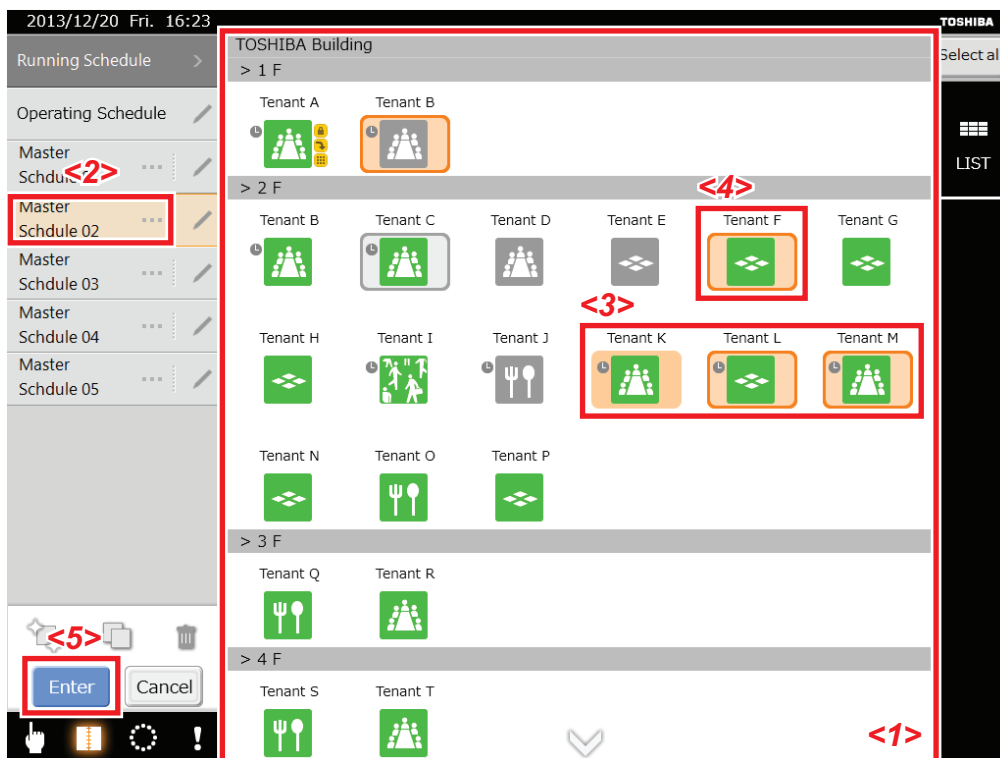 2013/12/20 Fri. 16:23
TOSHIBA
Running Schedule >
TOSHIBA Building
Select al
> 1 F
Operating Schedule
Tenant A Tenant B
LIST
Master
Schdule
<2>
> 2 F
<4>
Master
Schdule 02
Tenant B Tenant C Tenant D Tenant E Tenant F Tenant G
Master
Schdule 03
<3>
Master
Schdule 04
Tenant H Tenant I Tenant J Tenant K Tenant L Tenant M
Master
Schdule 05
Tenant N Tenant O Tenant P
> 3 F
Tenant Q Tenant R
<5>
> 4 F
Enter Cancel
Tenant S Tenant T
<1>